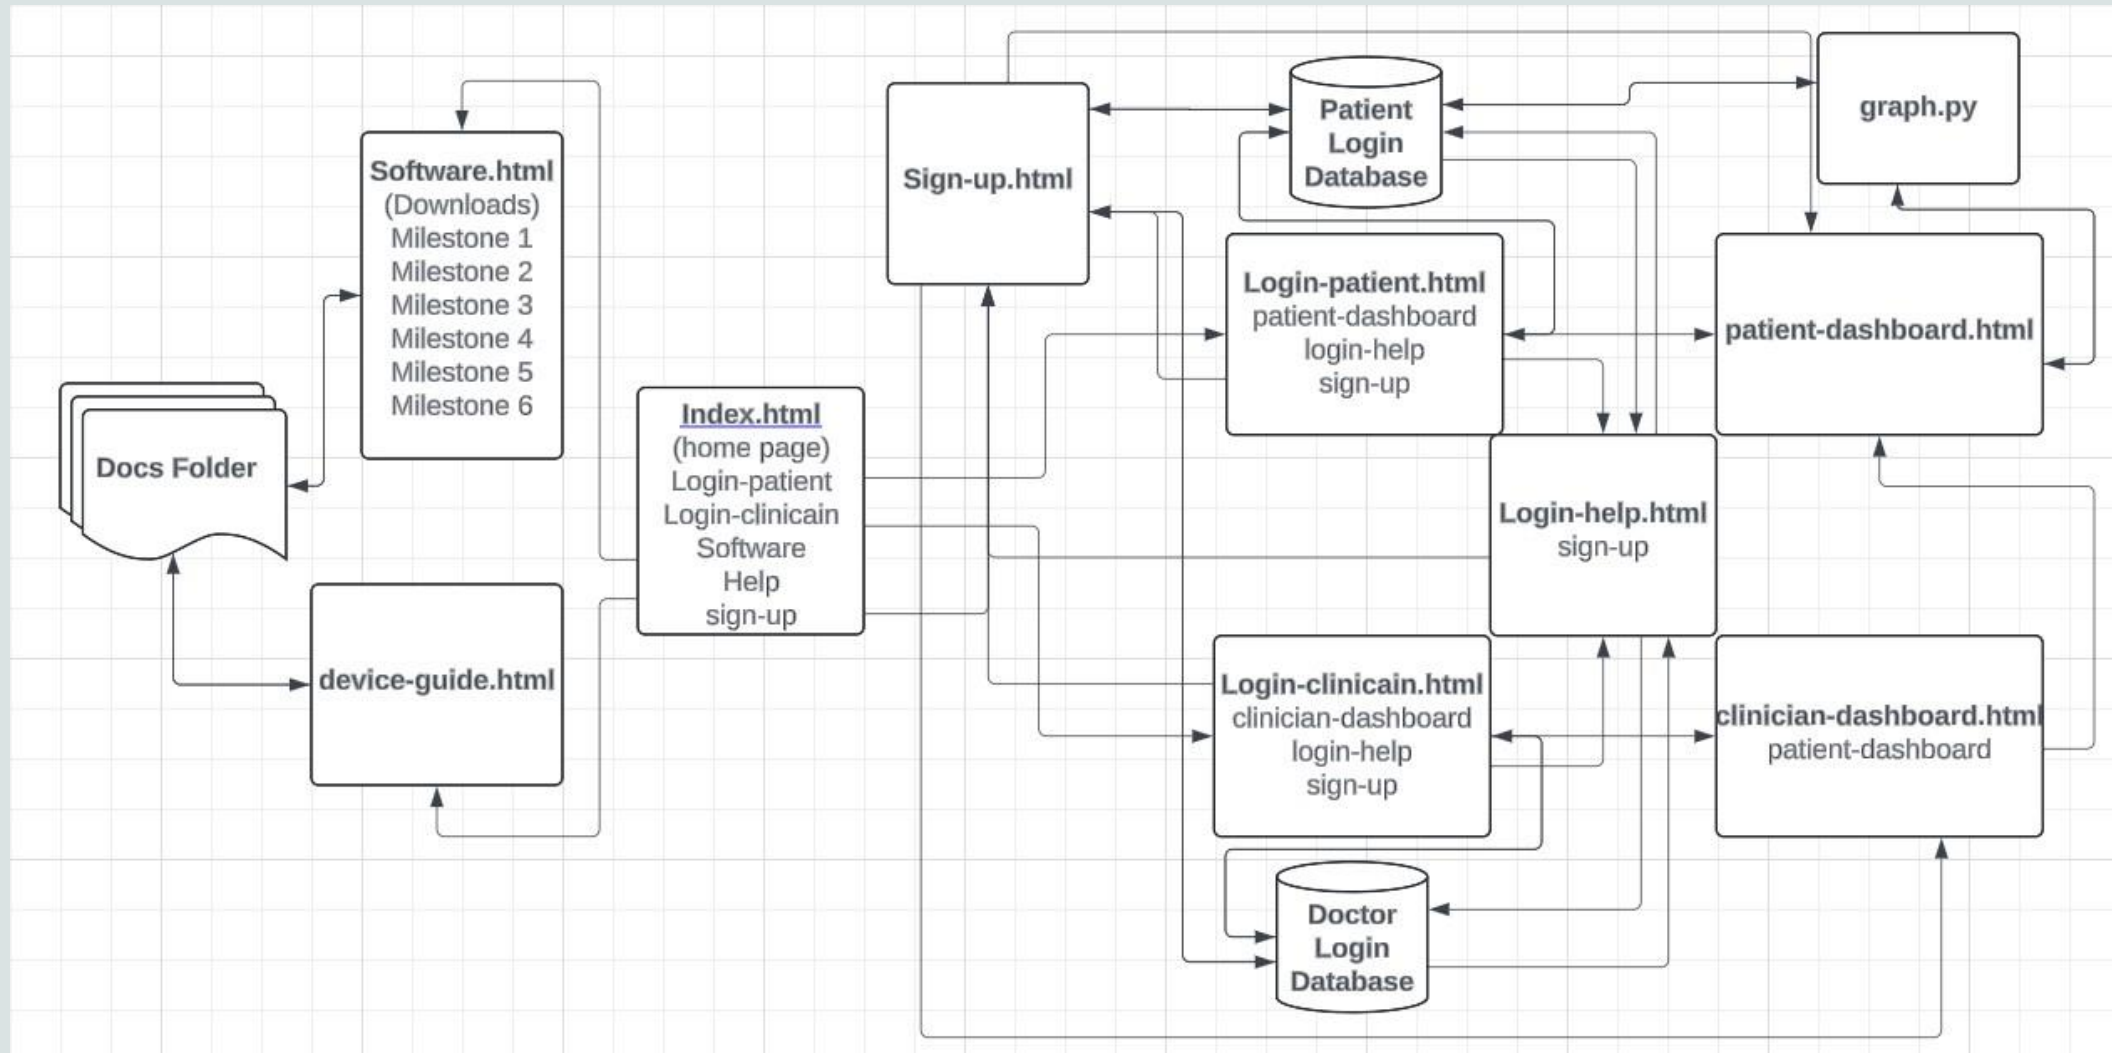 Software.html
(Downloads)
Milestone 1
Milestone 2
Milestone 3
Milestone 4
Milestone 5
Milestone 6
Docs Folder
device-guide.html
Index.html
(home page)
Login-patient
Login-clinicain
Software
Help
sign-up
Sign-up.html
Patient
Login
Database
graph.py
Login-patient.html
patient-dashboard
login-help
sign-up
patient-dashboard.html
Login-help.html
sign-up
Login-clinicain.html
clinician-dashboard
login-help
sign-up
clinician-dashboard.html
patient-dashboard
Doctor
Login
Database